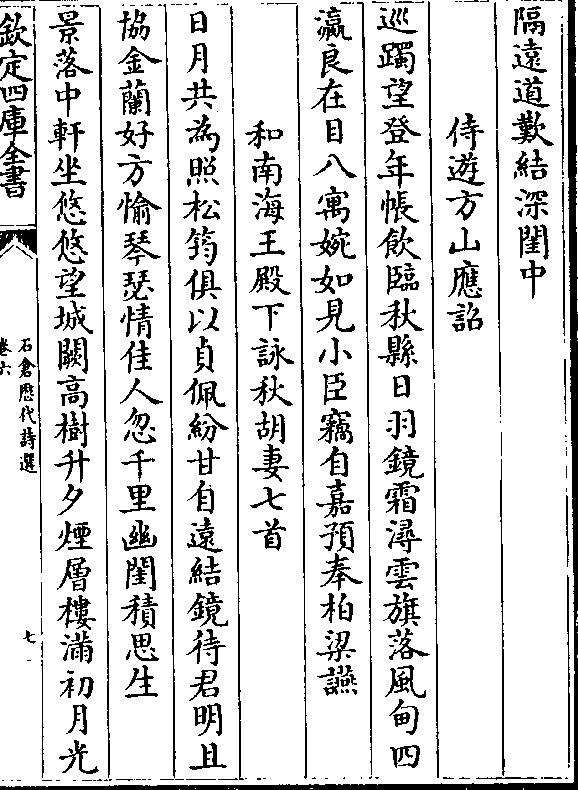 隔遠道歎結深閨中
侍遊方山應詔
巡躅望登年帳飲臨秋縣日羽鏡霜潯雲旗落風甸四
瀛良在目八㝢婉如見小臣竊自嘉預奉柏梁讌
和南海王殿下詠秋胡妻七首
日月共為照松筠俱以貞佩紛甘自遠結鏡待君明且
協金蘭好方愉琴瑟情佳人忽千里幽閨積思生
景落中軒坐悠悠望城闕高樹升夕煙層樓滿初月光
欽定四庫全書
石倉歷代詩選
卷六
七